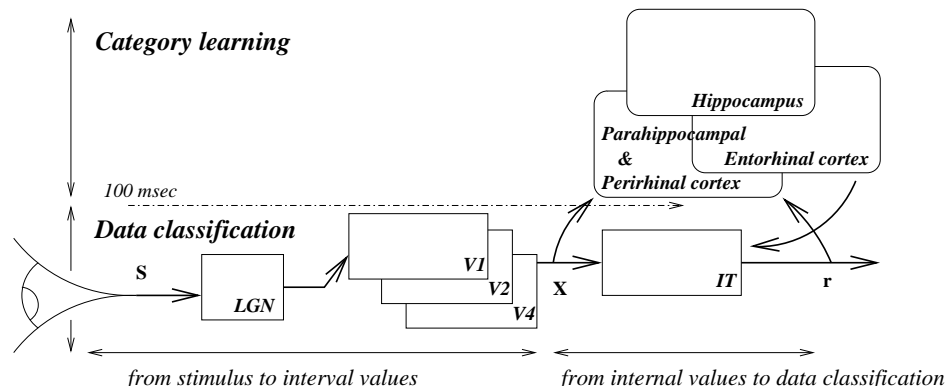 Category learning
Hippocampus
Parahippocampal
&
Entorhinal cortex
Perirhinal cortex
100 msec
Data classification
S
LGN
V1
V2
V4
X
IT
r
from stimulus to interval values
from internal values to data classification